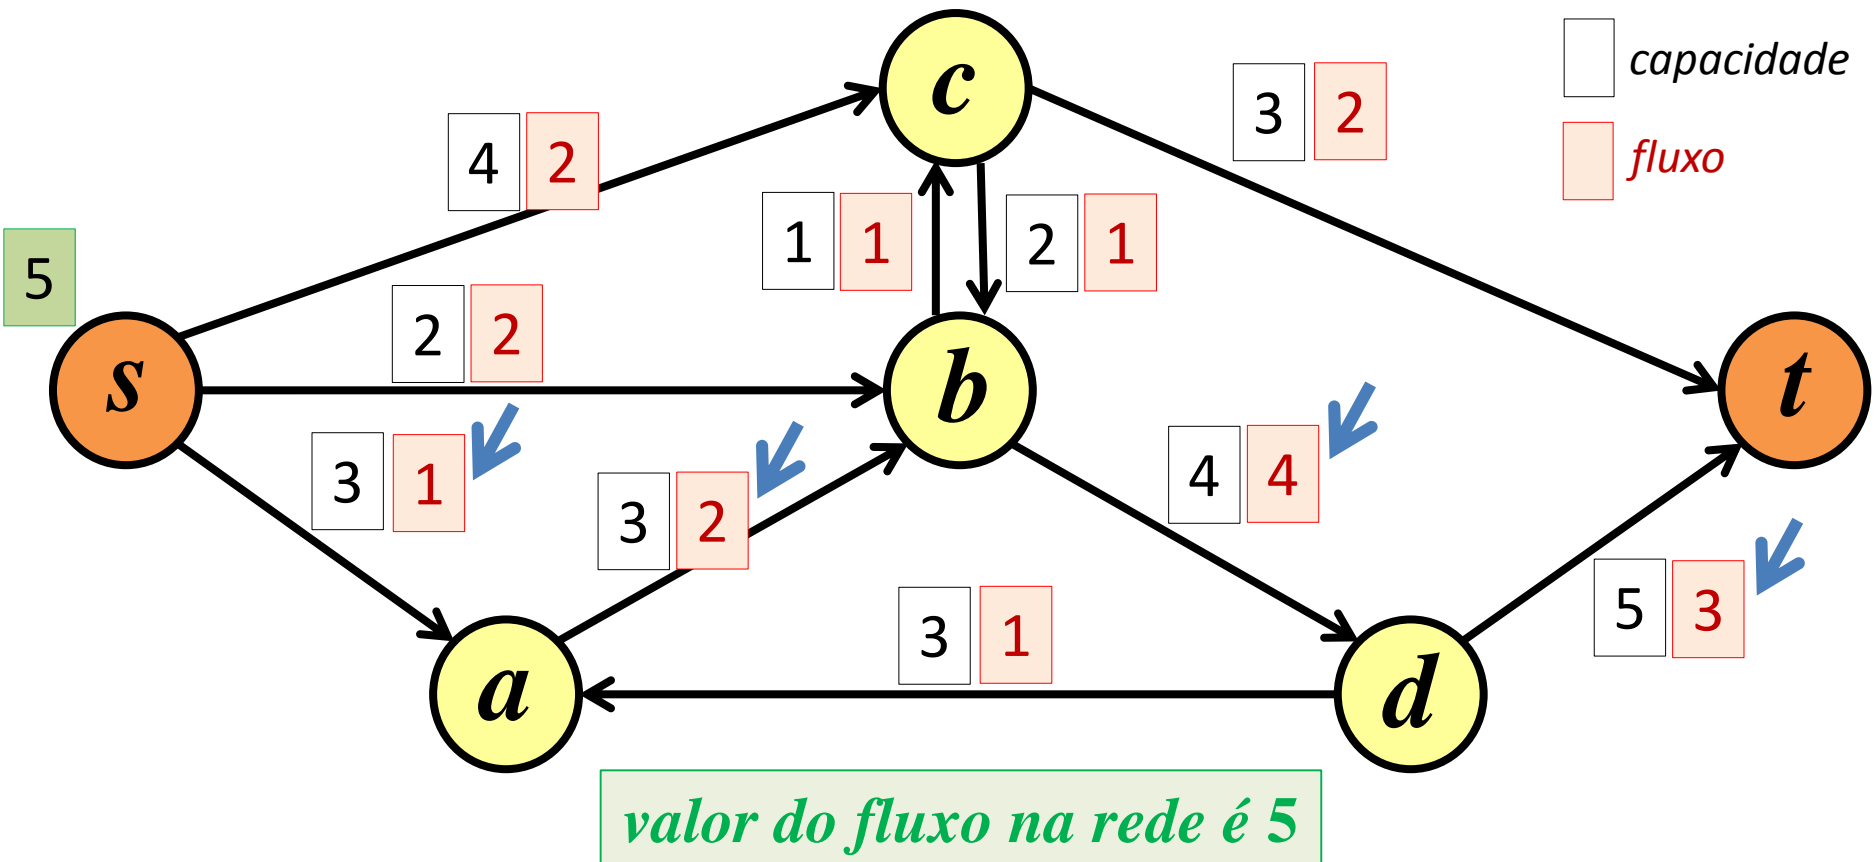 c
3 2
capacidade
4 2
fluxo
1 1
2 1
5
2 2
s
b
t
3 1
3 2
4 4
5 3
3 1
a
d
valor do fluxo na rede é 5